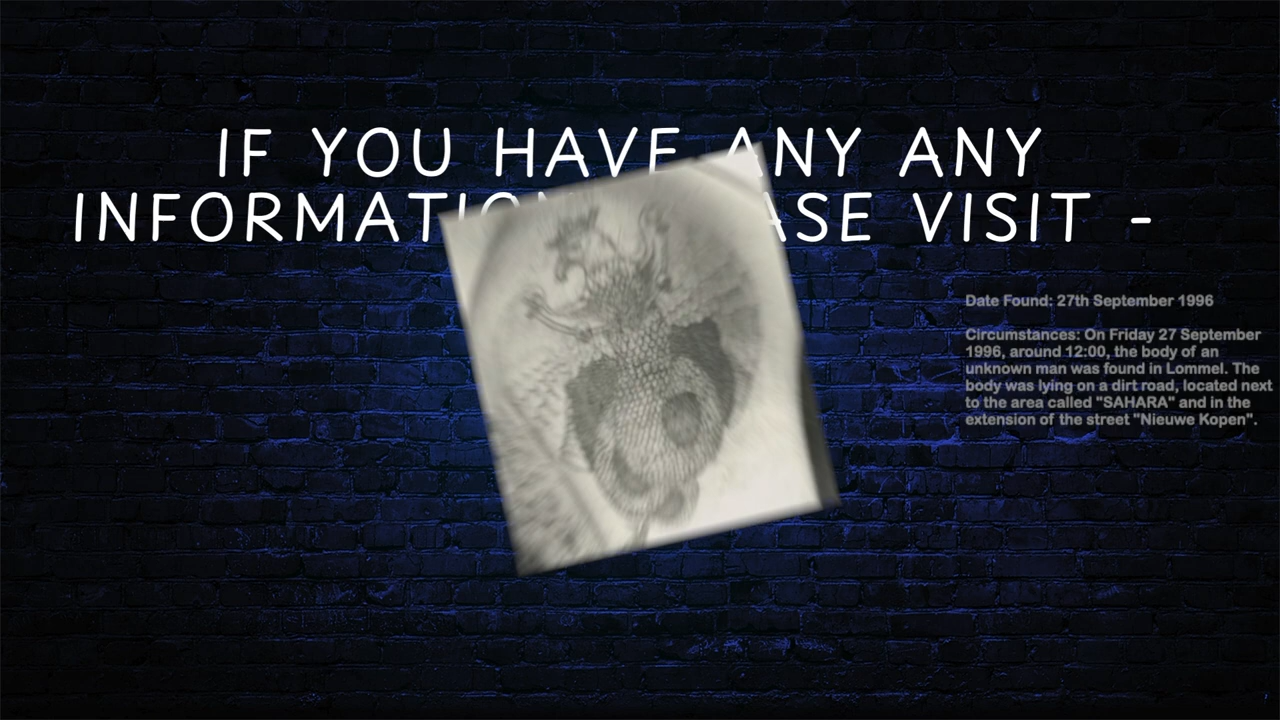 IF YOU HAVE ANY ANY
INFORMATION ASE VISIT -
Date Found: 27th September 1996
Circumstances: On Friday 27 September
1996, around 12:00, the body of an
unknown man was found in Lommel. The
body was lying on a dirt road, located next
to the area called "SAHARA" and in the
extension of the street "Nieuwe Kopen".